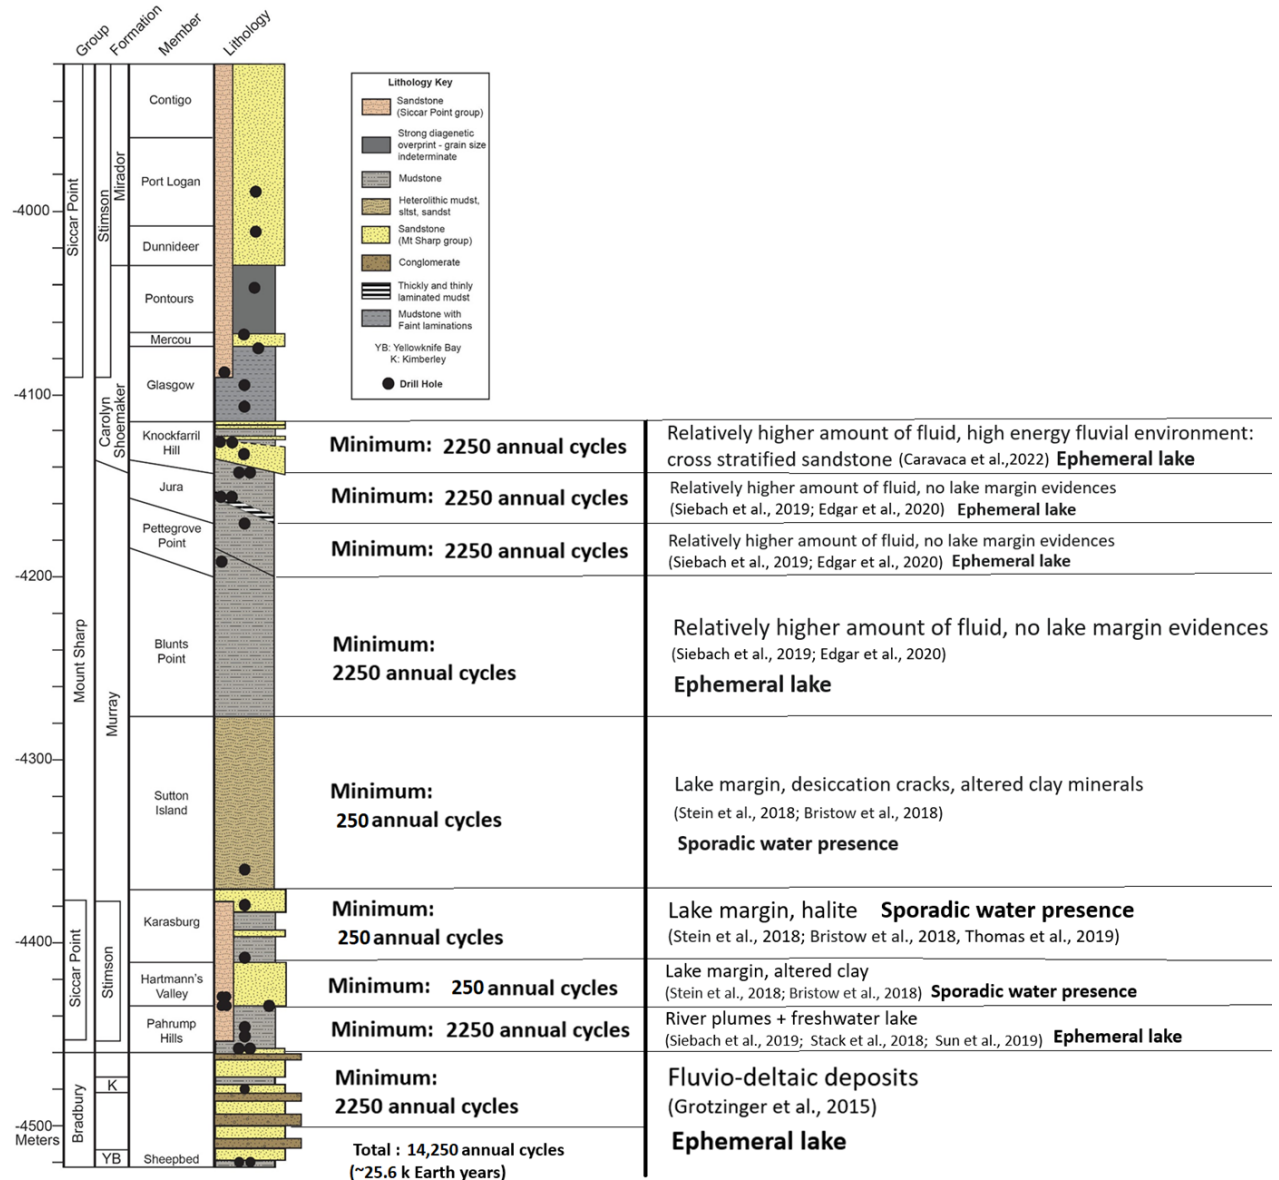 Group
Formation
Member
Lithology
Contigo
Port Logan
Dunnideer
Pontours
Mercou
Glasgow
Knockfarril
Hill
Jura
Pettegrove
Point
Blunts
Point
Sutton
Island
Karasburg
Hartmann's
Valley
Pahrump
Hills
K
YB
Sheepbed
Siccar Point
Stimson
Mirador
Carolyn
Shoemaker
Mount Sharp
Murray
Siccar Point
Stimson
Bradbury
-4000
-4100
-4200
-4300
-4400
-4500
Meters
Lithology Key
Sandstone
(Siccar Point group)
Strong diagenetic
overprint - grain size
indeterminate
Mudstone
Heterolithic mudst,
sltst, sandst
Sandstone
(Mt Sharp group)
Conglomerate
Thickly and thinly
laminated mudst
Mudstone with
Faint laminations
YB: Yellowknife Bay
K: Kimberley
Drill Hole
Minimum: 2250 annual cycles
Relatively higher amount of fluid, high energy fluvial environment:
cross stratified sandstone (Caravaca et al.,2022) Ephemeral lake
Minimum: 2250 annual cycles
Relatively higher amount of fluid, no lake margin evidences
(Siebach et al., 2019; Edgar et al., 2020) Ephemeral lake
Minimum: 2250 annual cycles
Relatively higher amount of fluid, no lake margin evidences
(Siebach et al., 2019; Edgar et al., 2020) Ephemeral lake
Minimum:
2250 annual cycles
Relatively higher amount of fluid, no lake margin evidences
(Siebach et al., 2019; Edgar et al., 2020)
Ephemeral lake
Minimum:
250 annual cycles
Lake margin, desiccation cracks, altered clay minerals
(Stein et al., 2018; Bristow et al., 2018)
Sporadic water presence
Minimum:
250 annual cycles
Lake margin, halite Sporadic water presence
(Stein et al., 2018; Bristow et al., 2018, Thomas et al., 2019)
Minimum: 250 annual cycles
Lake margin, altered clay
(Stein et al., 2018; Bristow et al., 2018) Sporadic water presence
Minimum: 2250 annual cycles
River plumes + freshwater lake
(Siebach et al., 2019; Stack et al., 2018; Sun et al., 2019) Ephemeral lake
Minimum:
2250 annual cycles
Fluvio-deltaic deposits
(Grotzinger et al., 2015)
Ephemeral lake
Total : 14,250 annual cycles
(~25.6 k Earth years)